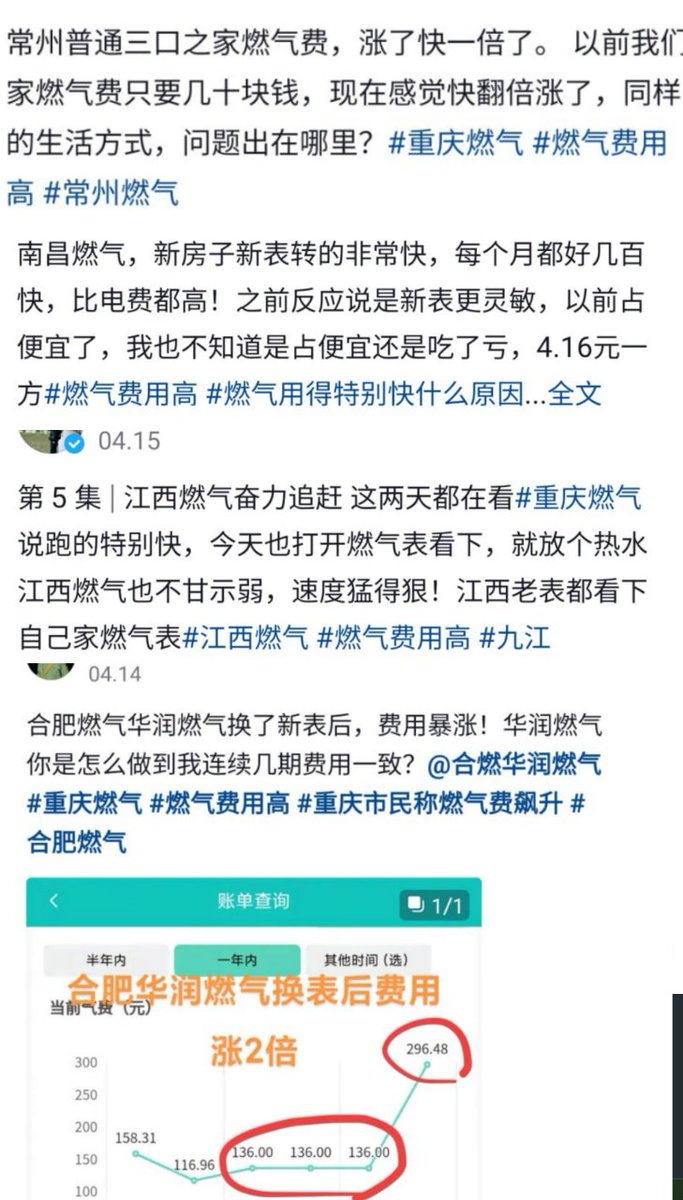 常州普通三口之家燃气费，涨了快一倍了。 以前我们
家燃气费只要几十块钱，现在感觉快翻倍涨了，同样
的生活方式，问题出在哪里？#重庆燃气 #燃气费用
高 #常州燃气
南昌燃气，新房子新表转的非常快，每个月都好几百
快，比电费都高！之前反应说是新表更灵敏，以前占
便宜了，我也不知道是占便宜还是吃了亏，4.16元一
方#燃气费用高 #燃气用得特别快什么原因...全文
04.15
第 5 集 | 江西燃气奋力追赶 这两天都在看#重庆燃气
说跑的特别快，今天也打开燃气表看下，就放个热水
江西燃气也不甘示弱，速度猛得狠！江西老表都看下
自己家燃气表#江西燃气 #燃气费用高 #九江
04.14
合肥燃气华润燃气换了新表后，费用暴涨！华润燃气
你是怎么做到我连续几期费用一致？@合燃华润燃气
#重庆燃气 #燃气费用高 #重庆市民称燃气费飙升 #
合肥燃气
账单查询
1/1
半年内 一年内 其他时间（选）
合肥华润燃气换表后费用
当前气费（元）
涨2倍
296.48
300
250
200
158.31
150
116.96
136.00 136.00 136.00
100